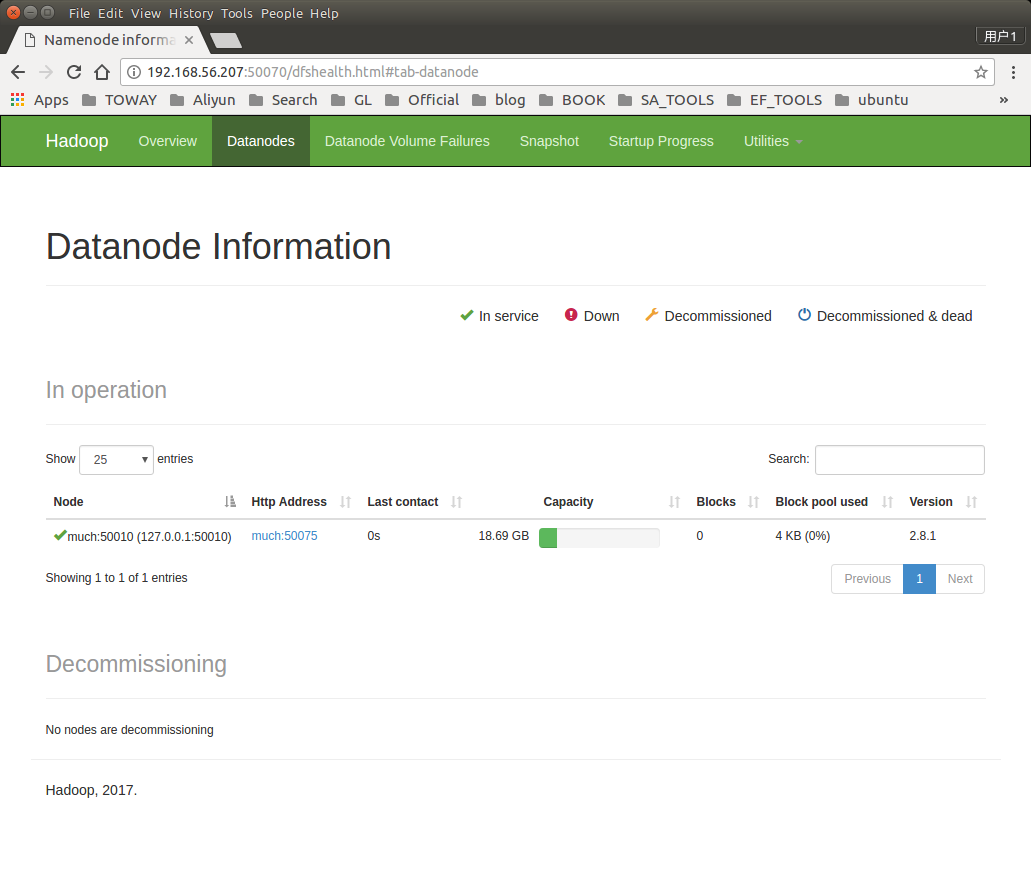 File Edit View History Tools People Help
Namenode informa
用户1
192.168.56.207:50070/dfshealth.html#tab-datanode
Apps TOWAY Aliyun Search GL Official blog BOOK SA_TOOLS EF_TOOLS ubuntu »
Hadoop Overview Datanodes Datanode Volume Failures Snapshot Startup Progress Utilities
Datanode Information
In service Down Decommissioned Decommissioned & dead
In operation
Show 25 entries Search:
Node Http Address Last contact Capacity Blocks Block pool used Version
much:50010 (127.0.0.1:50010) much:50075 0s 18.69 GB 0 4 KB (0%) 2.8.1
Showing 1 to 1 of 1 entries Previous 1 Next
Decommissioning
No nodes are decommissioning
Hadoop, 2017.